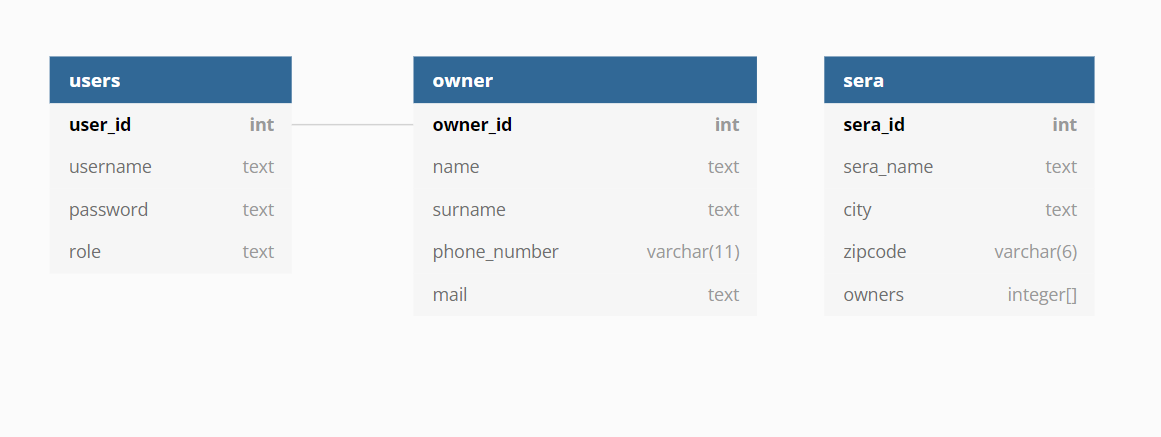 users
user_id int
username text
password text
role text
owner
owner_id int
name text
surname text
phone_number varchar(11)
mail text
sera
sera_id int
sera_name text
city text
zipcode varchar(6)
owners integer[]